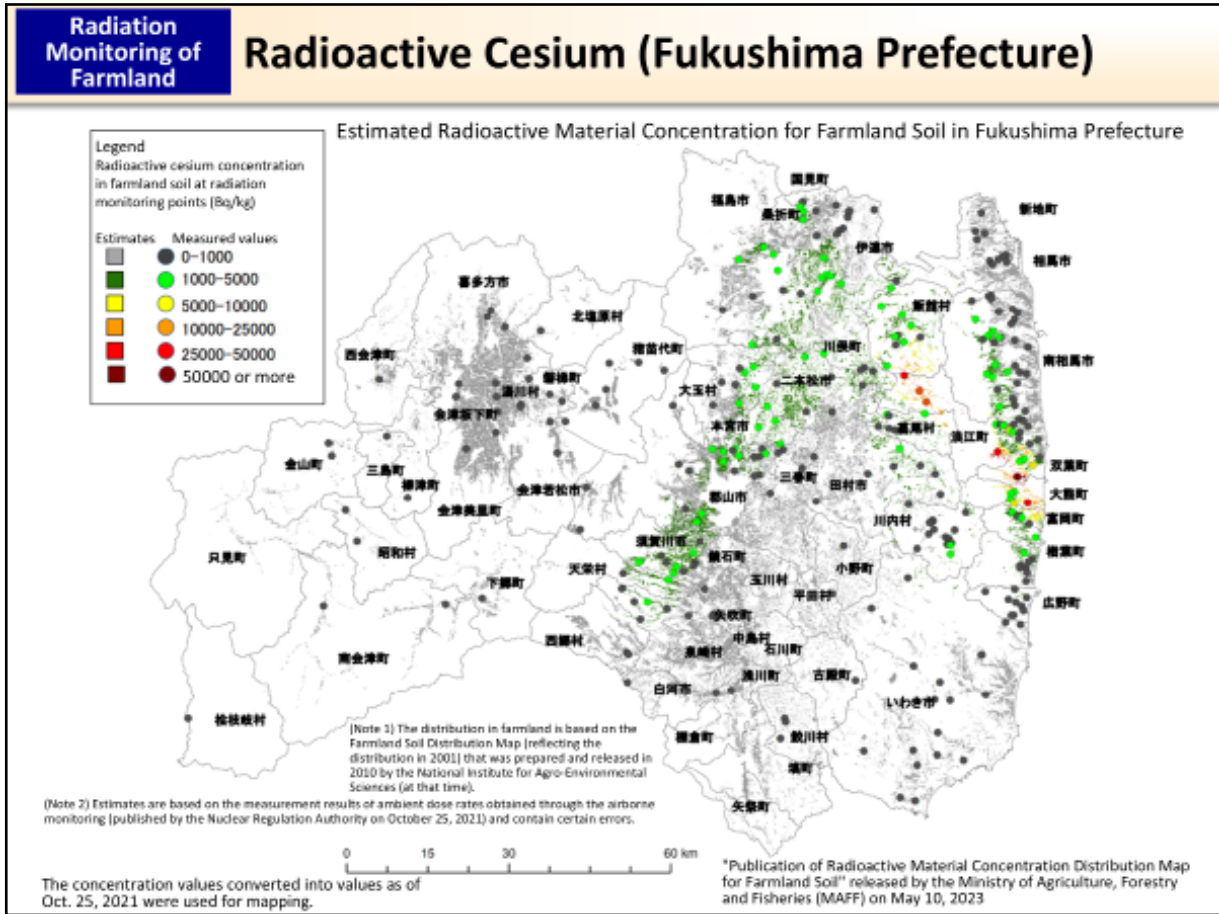 Radiation
Monitoring of
Farmland
Radioactive Cesium (Fukushima Prefecture)
Estimated Radioactive Material Concentration for Farmland Soil in Fukushima Prefecture
Legend
Radioactive cesium concentration
in farmland soil at radiation
monitoring points (Bq/kg)
Estimates Measured values
0-1000
1000-5000
5000-10000
10000-25000
25000-50000
50000 or more
国見町
福島市
桑折町
新地町
伊達市
相馬市
喜多方市
北塩原村
飯舘村
西会津町
猪苗代町
川俣町
南相馬市
磐梯町
湯川村
大玉村
二本松市
会津坂下町
本宮市
葛尾村
浪江町
金山町
三島町
三春町
田村市
双葉町
柳津町
会津若松市
郡山市
大熊町
会津美里町
富岡町
川内村
須賀川市
只見町
昭和村
鏡石町
楢葉町
天栄村
小野町
下郷町
玉川村
平田村
広野町
矢吹町
西郷村
中島村
泉崎村
石川町
南会津町
浅川町
古殿町
白河市
いわき市
檜枝岐村
棚倉町
鮫川村
塙町
矢祭町
(Note 1) The distribution in farmland is based on the
Farmland Soil Distribution Map (reflecting the
distribution in 2001) that was prepared and released in
2010 by the National Institute for Agro-Environmental
Sciences (at that time).
(Note 2) Estimates are based on the measurement results of ambient dose rates obtained through the airborne
monitoring (published by the Nuclear Regulation Authority on October 25, 2021) and contain certain errors.
0 15 30 60 km
The concentration values converted into values as of
Oct. 25, 2021 were used for mapping.
"Publication of Radioactive Material Concentration Distribution Map
for Farmland Soil" released by the Ministry of Agriculture, Forestry
and Fisheries (MAFF) on May 10, 2023